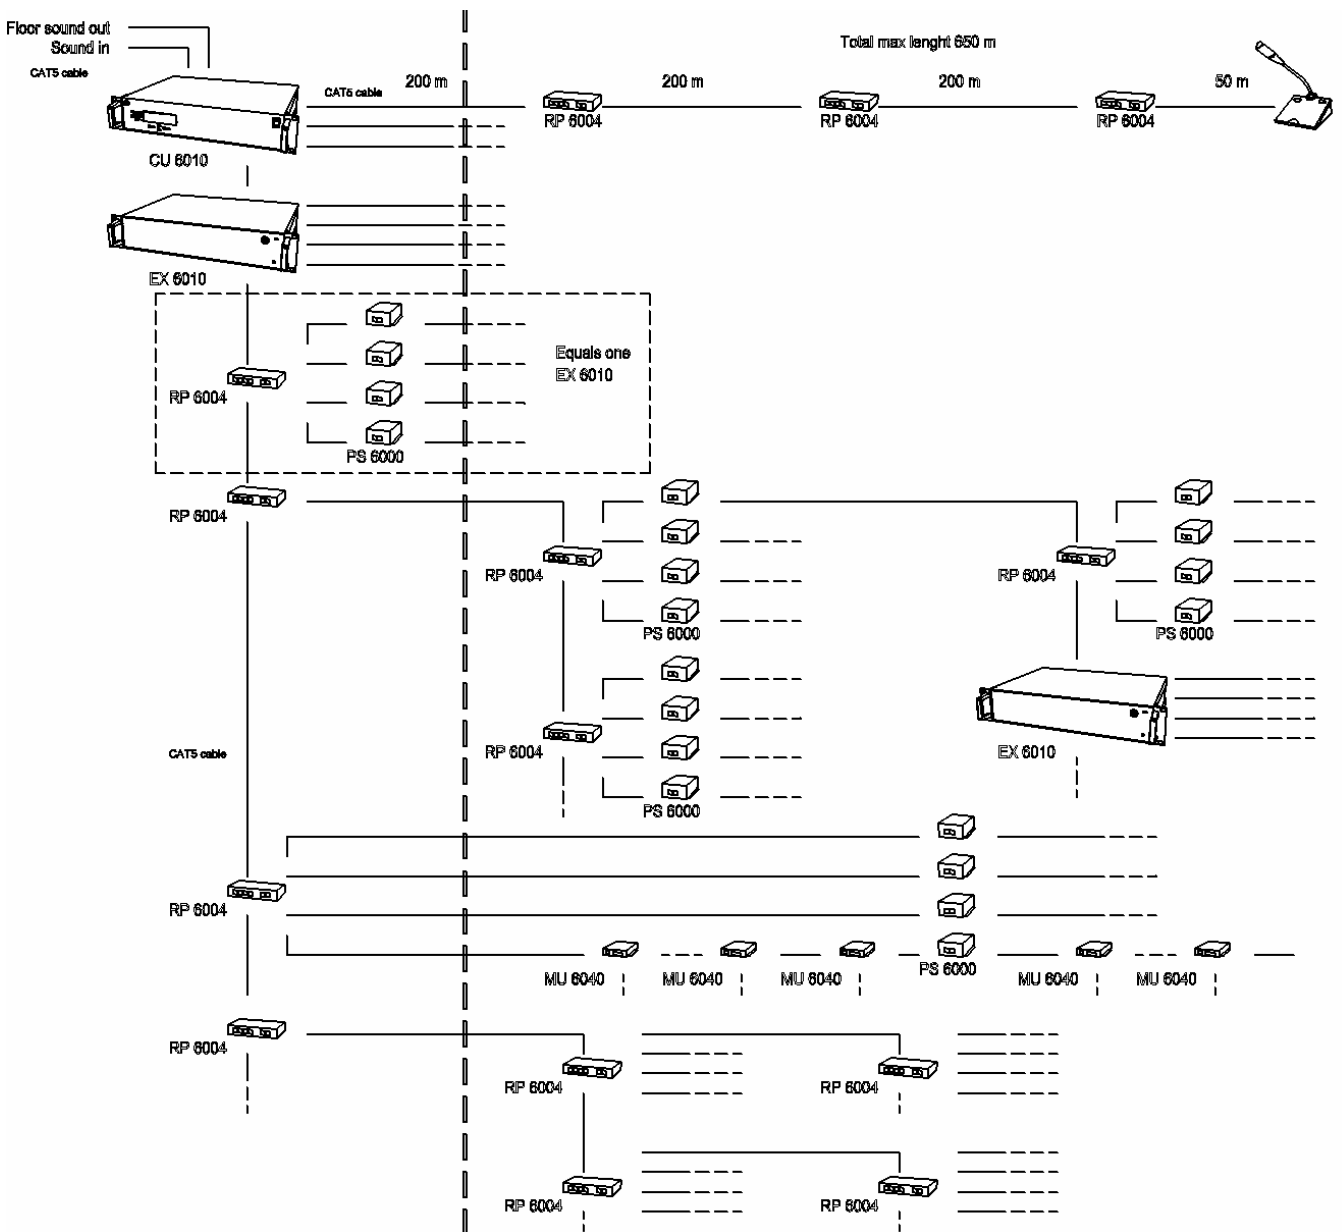 Floor sound out
Sound in
CAT5 cable
Total max lenght 650 m
CAT5 cable
200 m
200 m
200 m
50 m
RP 6004
RP 6004
RP 6004
CU 6010
EX 6010
Equals one
EX 6010
RP 6004
PS 6000
RP 6004
RP 6004
RP 6004
PS 6000
PS 6000
RP 6004
EX 6010
CAT5 cable
PS 6000
RP 6004
MU 6040
MU 6040
MU 6040
PS 6000
MU 6040
MU 6040
RP 6004
RP 6004
RP 6004
RP 6004
RP 6004